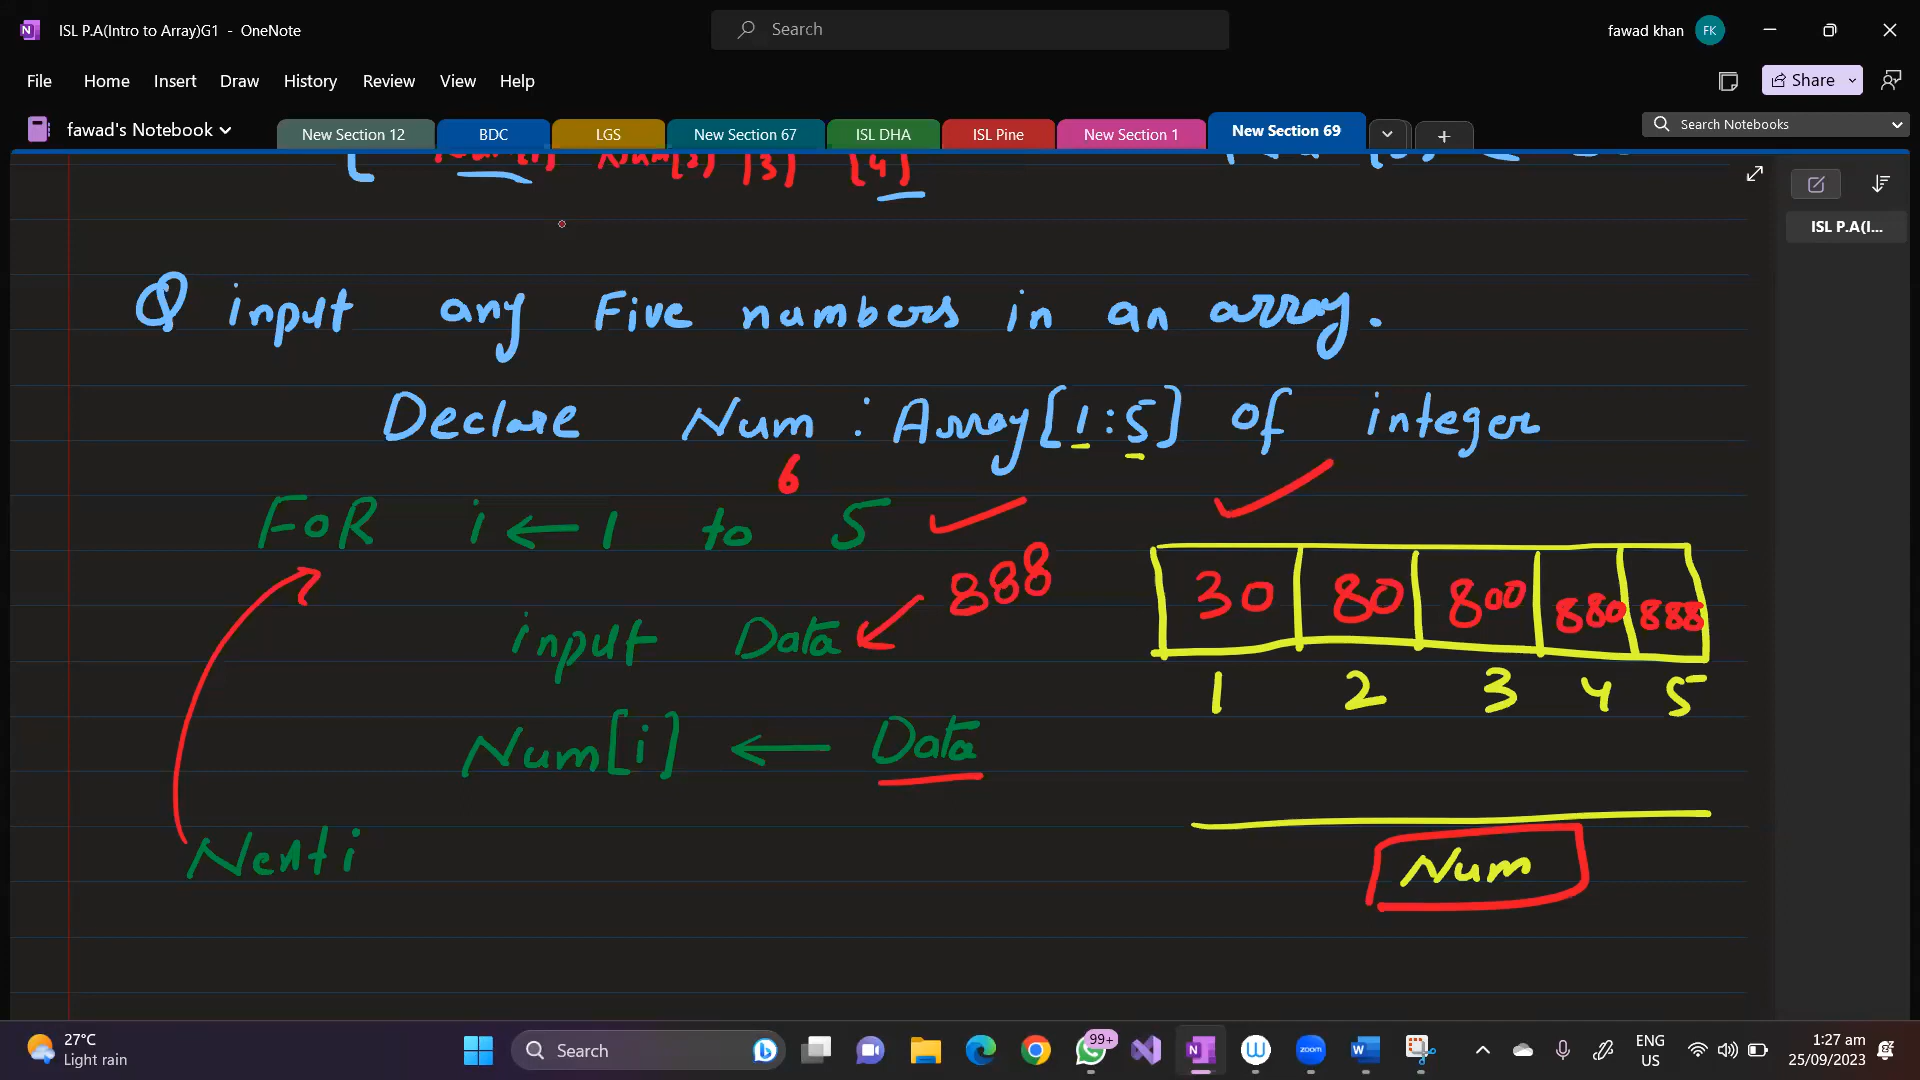 ISL P.A(Intro to Array)G1 - OneNote
Search
fawad khan FK
File Home Insert Draw History Review View Help
Share
fawad's Notebook
New Section 12
BDC
LGS
New Section 67
ISL DHA
ISL Pine
New Section 1
New Section 69
Search Notebooks
[3] [4]
ISL P.A(I...
Q input any Five numbers in an array.
Declare Num : Array[1:5] of integer
6
FOR i ← 1 to 5
888
input Data
Num[i] ← Data
Next i
30 80 800 880 888
1 2 3 4 5
Num
27°C
Light rain
Search
99+
zoom
ENG
US
1:27 am
25/09/2023